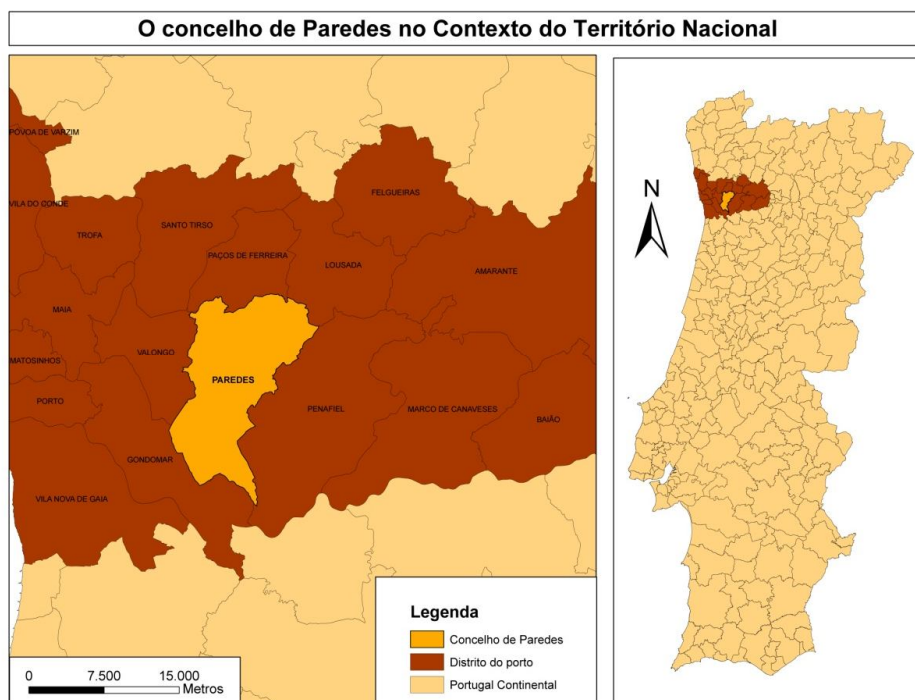 O concelho de Paredes no Contexto do Território Nacional
PÓVOA DE VARZIM
VILA DO CONDE
TROFA
SANTO TIRSO
FELGUEIRAS
PAÇOS DE FERREIRA
LOUSADA
AMARANTE
MAIA
VALONGO
MATOSINHOS
PAREDES
PORTO
PENAFIEL
MARCO DE CANAVESES
BAIÃO
GONDOMAR
VILA NOVA DE GAIA
Legenda
Concelho de Paredes
Distrito do porto
Portugal Continental
0 7.500 15.000
Metros
N